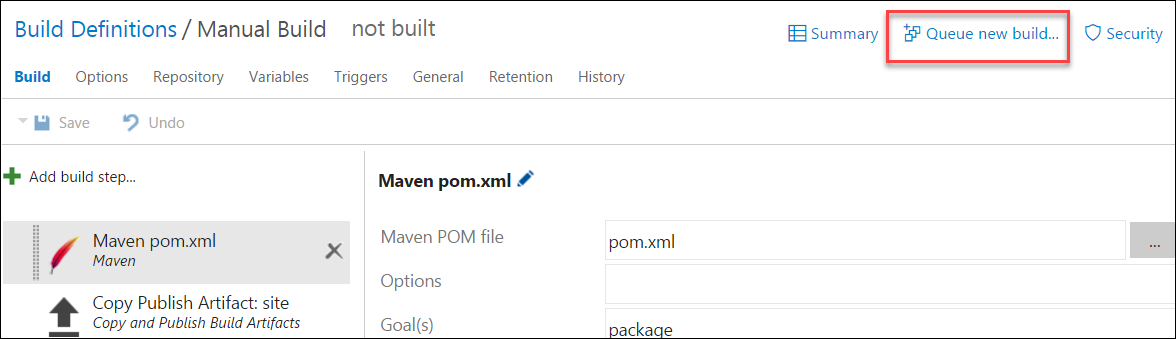 Build Definitions / Manual Build not built
Summary Queue new build... Security
Build Options Repository Variables Triggers General Retention History
Save Undo
Add build step...
Maven pom.xml
Maven
Copy Publish Artifact: site
Copy and Publish Build Artifacts
Maven pom.xml
Maven POM file pom.xml ...
Options
Goal(s) package